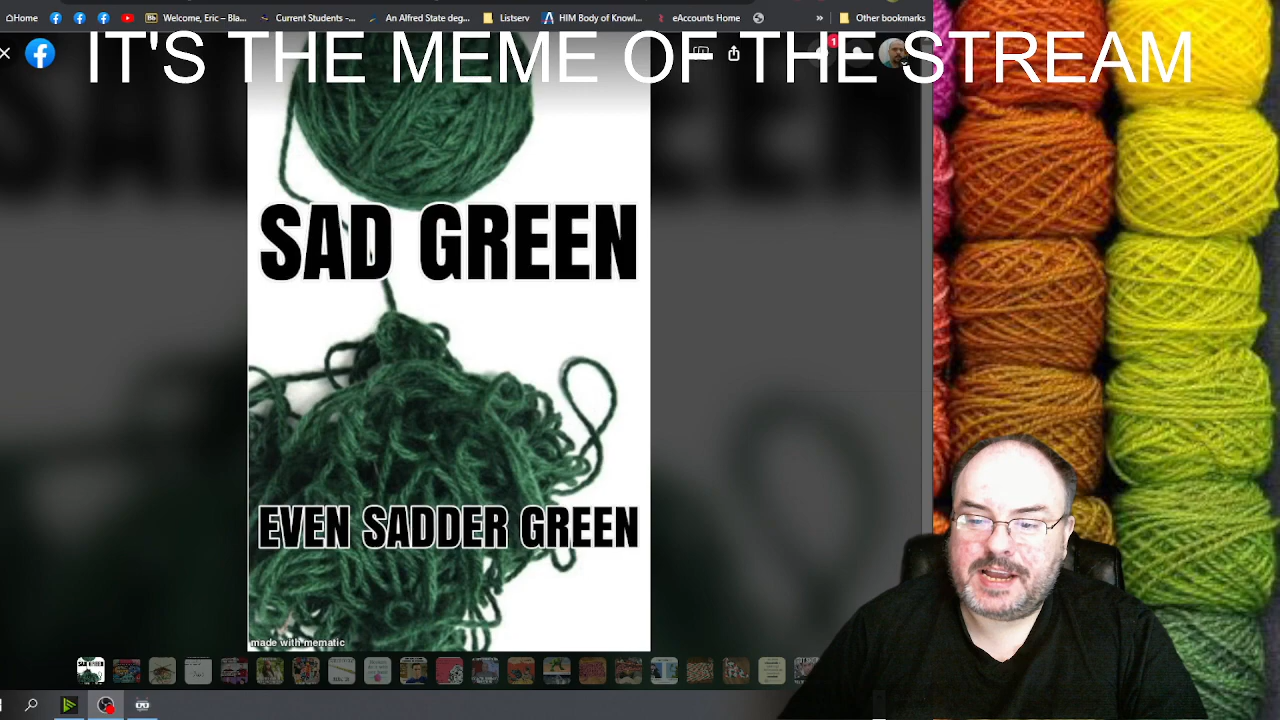 Home
Welcome, Eric – Bla...
Current Students -...
An Alfred State deg...
Listserv
HIM Body of Knowl...
eAccounts Home
»
Other bookmarks
IT'S THE MEME OF THE STREAM
1
SAD GREEN
EVEN SADDER GREEN
made with mematic